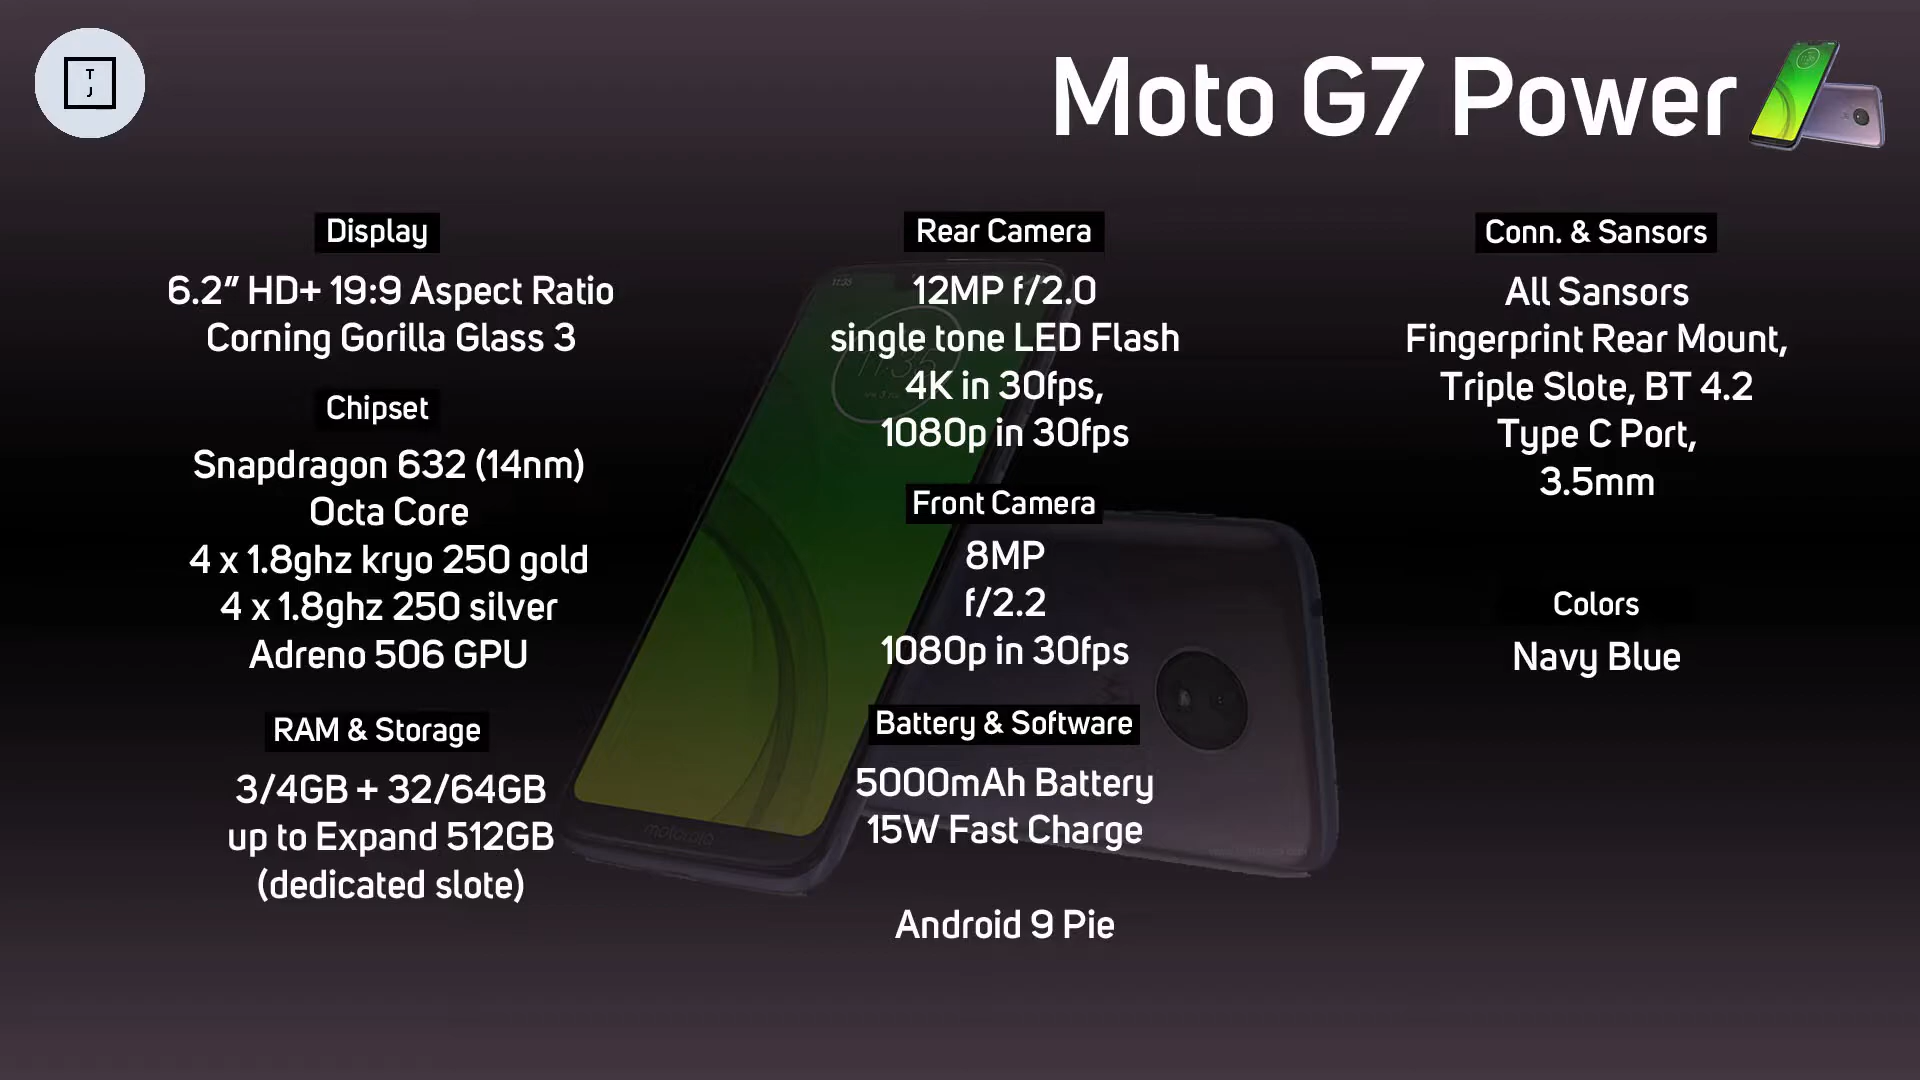 T
J
Moto G7 Power
Display
6.2” HD+ 19:9 Aspect Ratio
Corning Gorilla Glass 3
Chipset
Snapdragon 632 (14nm)
Octa Core
4 x 1.8ghz kryo 250 gold
4 x 1.8ghz 250 silver
Adreno 506 GPU
RAM & Storage
3/4GB + 32/64GB
up to Expand 512GB
(dedicated slote)
Rear Camera
12MP f/2.0
single tone LED Flash
4K in 30fps,
1080p in 30fps
Front Camera
8MP
f/2.2
1080p in 30fps
Battery & Software
5000mAh Battery
15W Fast Charge
Android 9 Pie
Conn. & Sansors
All Sansors
Fingerprint Rear Mount,
Triple Slote, BT 4.2
Type C Port,
3.5mm
Colors
Navy Blue
11:35
11:35
motorola